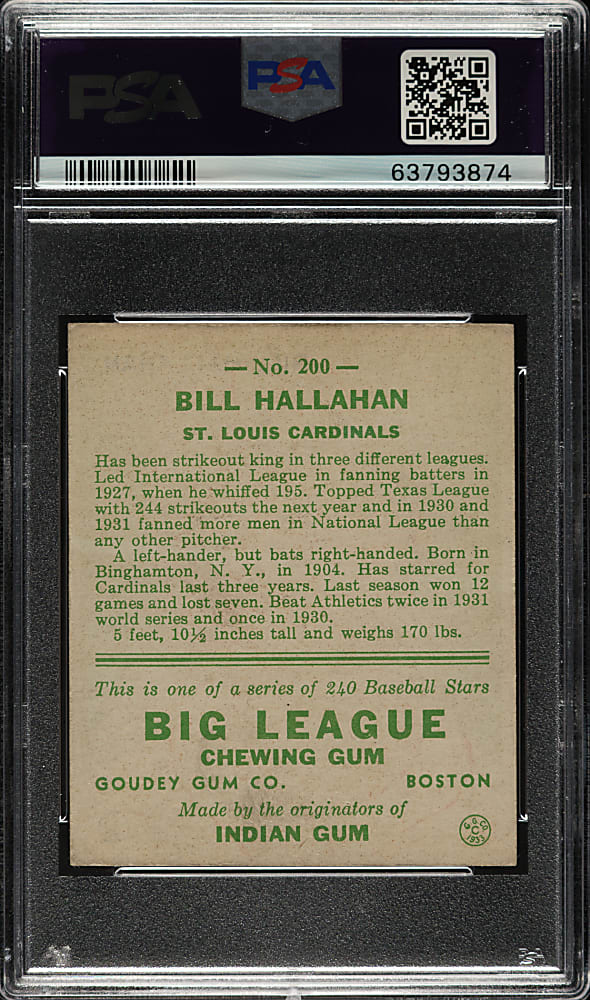 PSA PSA
63793874
— No. 200 —
BILL HALLAHAN
ST. LOUIS CARDINALS
Has been strikeout king in three different leagues.
Led International League in fanning batters in
1927, when he whiffed 195. Topped Texas League
with 244 strikeouts the next year and in 1930 and
1931 fanned more men in National League than
any other pitcher.
A left-hander, but bats right-handed. Born in
Binghamton, N. Y., in 1904. Has starred for
Cardinals last three years. Last season won 12
games and lost seven. Beat Athletics twice in 1931
world series and once in 1930.
5 feet, 10½ inches tall and weighs 170 lbs.
This is one of a series of 240 Baseball Stars
BIG LEAGUE
CHEWING GUM
GOUDEY GUM CO. BOSTON
Made by the originators of
INDIAN GUM
G.G.CO.
C
1933